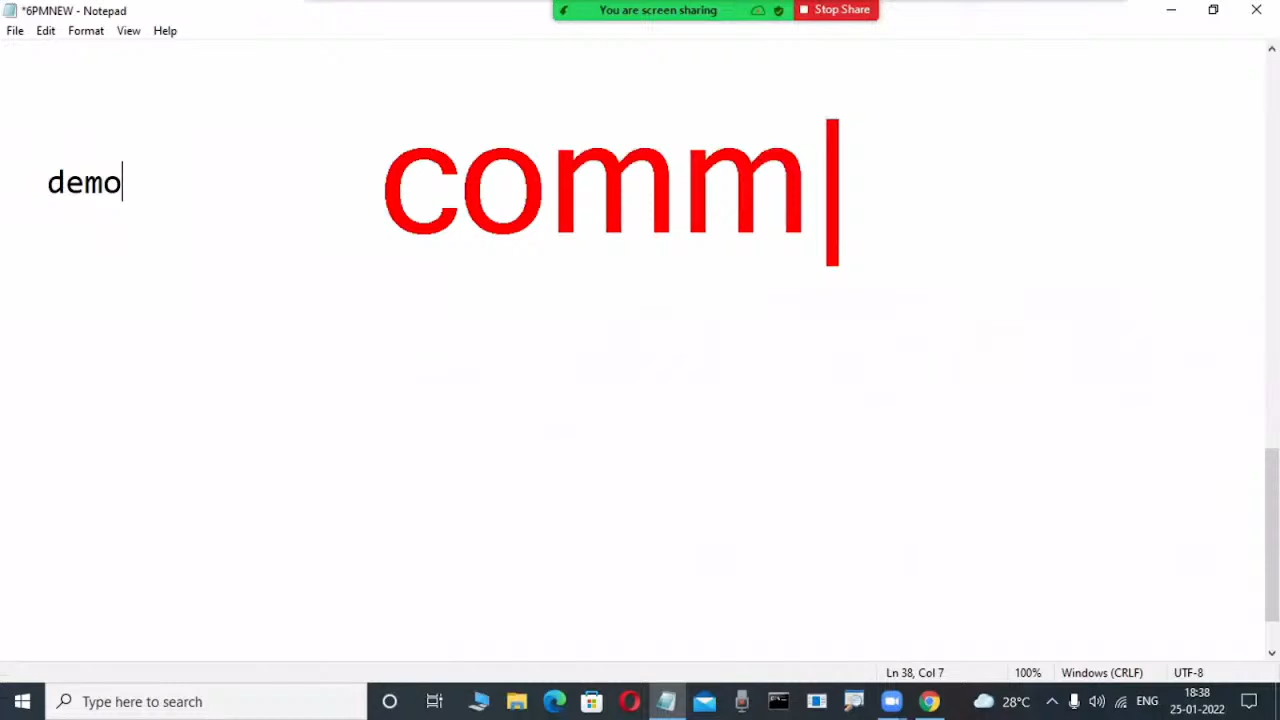 *6PMNEW - Notepad
You are screen sharing
Stop Share
File Edit Format View Help
demo
comm
Ln 38, Col 7
100%
Windows (CRLF)
UTF-8
Type here to search
28°C
ENG
18:38
25-01-2022